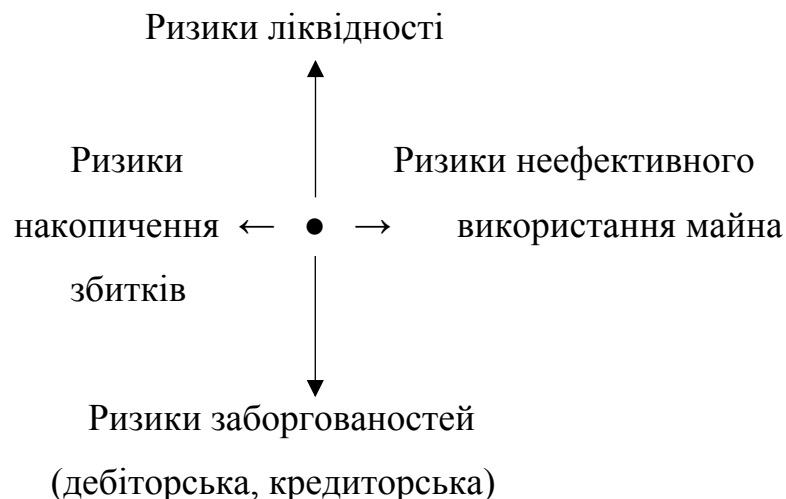 Ризики ліквідності
Ризики
накопичення
збитків
Ризики неефективного
використання майна
Ризики заборгованостей
(дебіторська, кредиторська)